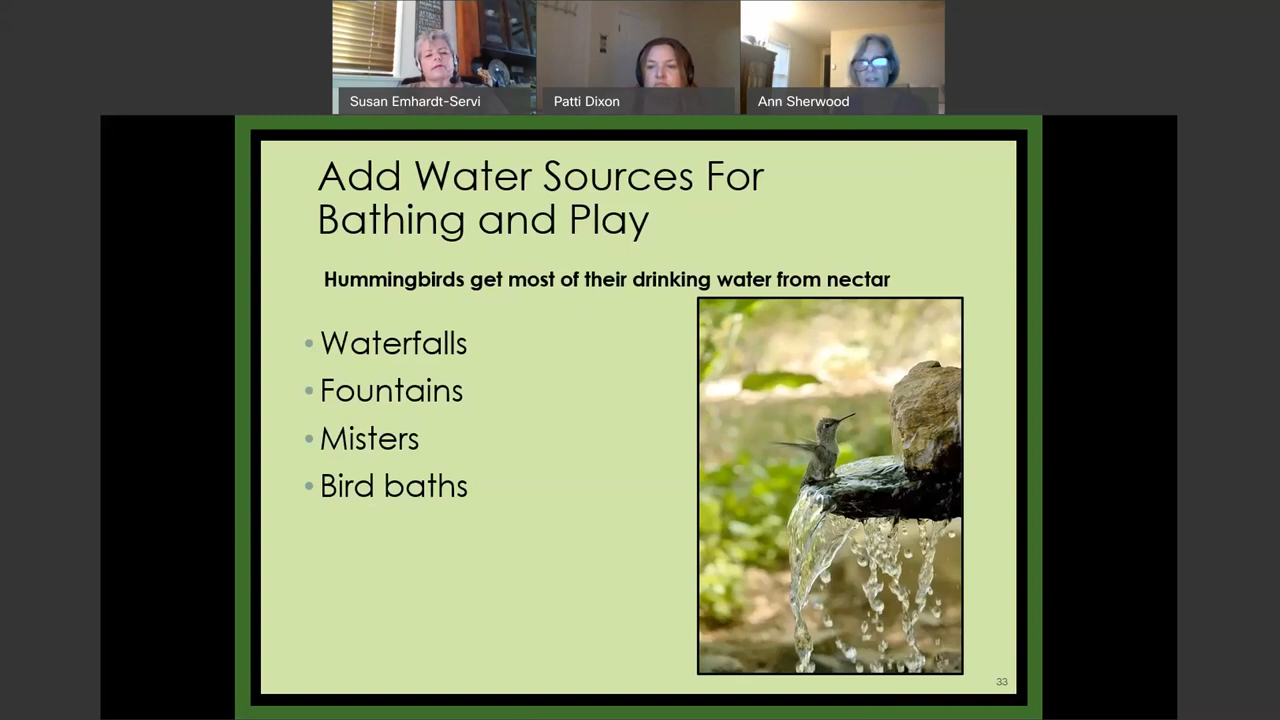 Susan Emhardt-Servi
Patti Dixon
Ann Sherwood
Add Water Sources For
Bathing and Play
Hummingbirds get most of their drinking water from nectar
• Waterfalls
• Fountains
• Misters
• Bird baths
33